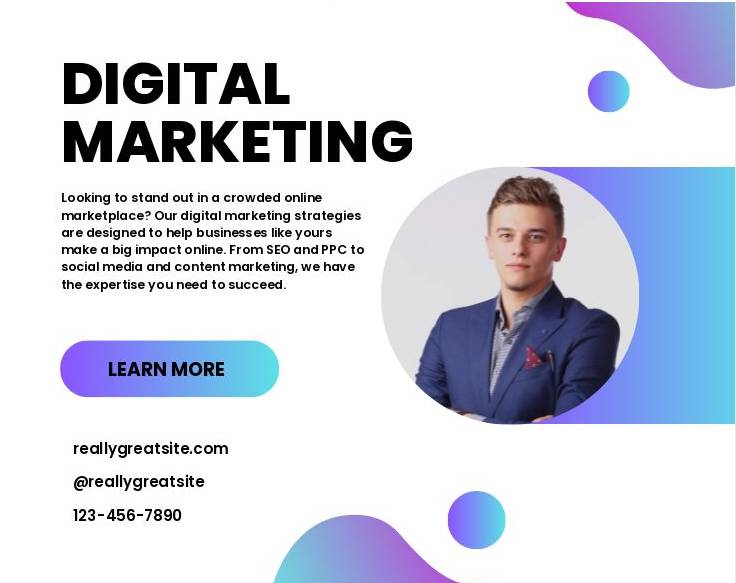 DIGITAL
MARKETING
Looking to stand out in a crowded online
marketplace? Our digital marketing strategies
are designed to help businesses like yours
make a big impact online. From SEO and PPC to
social media and content marketing, we have
the expertise you need to succeed.
LEARN MORE
reallygreatsite.com
@reallygreatsite
123-456-7890